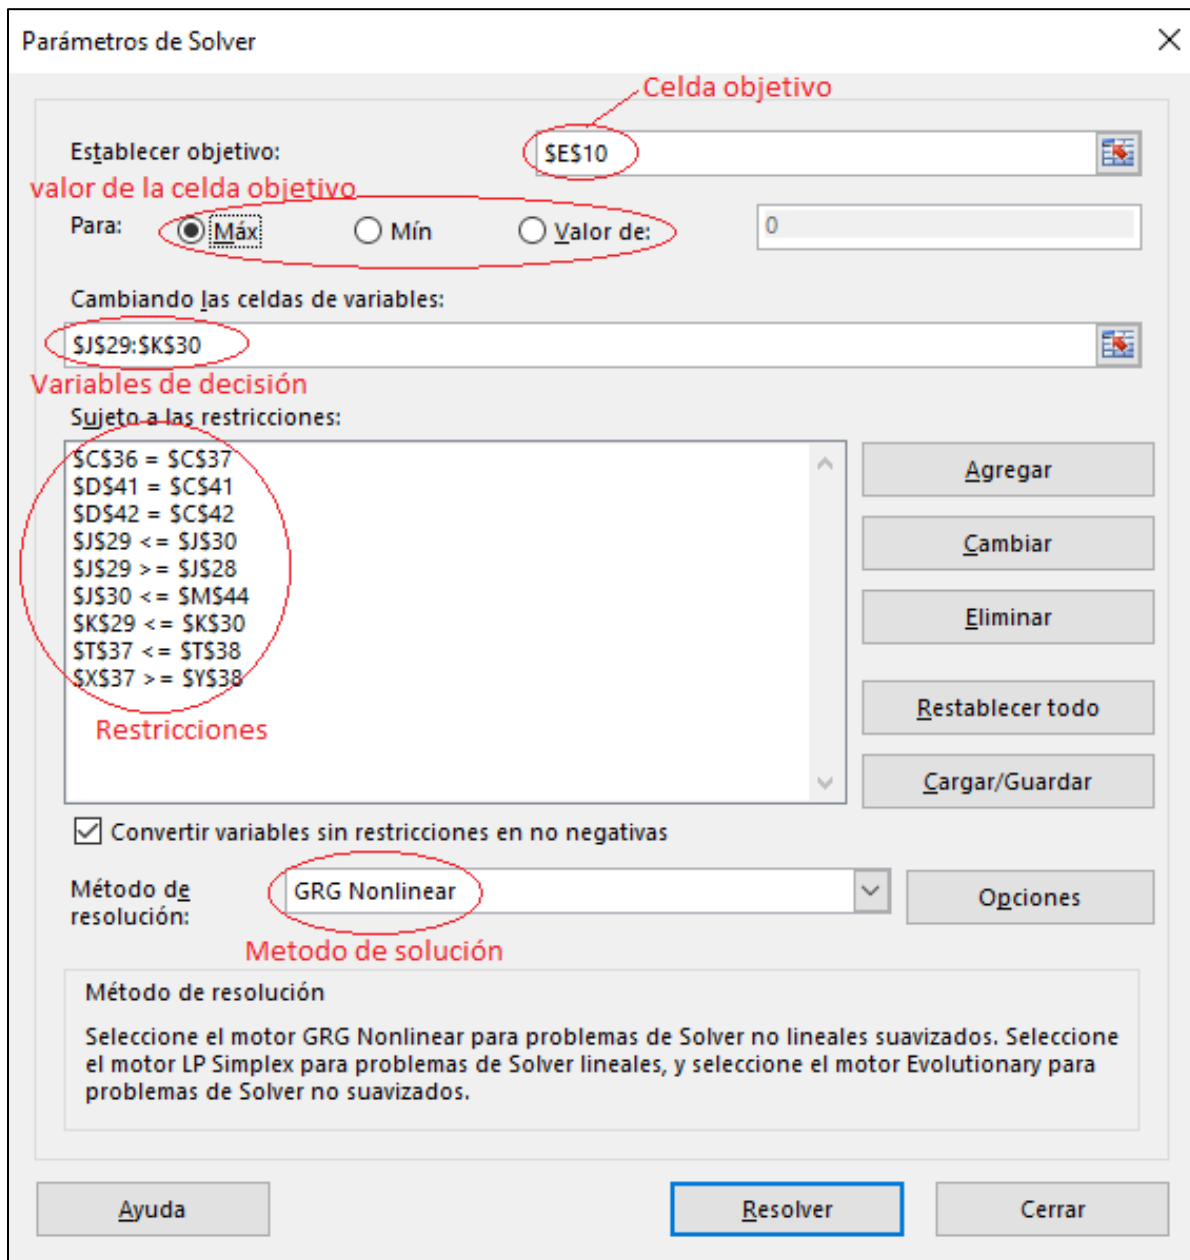 Parámetros de Solver
Celda objetivo
Establecer objetivo:
$E$10
valor de la celda objetivo
Para:
Máx
Mín
Valor de:
0
Cambiando las celdas de variables:
$J$29:$K$30
Variables de decisión
Sujeto a las restricciones:
$C$36 = $C$37
$D$41 = $C$41
$D$42 = $C$42
$J$29 <= $J$30
$J$29 >= $J$28
$J$30 <= $M$44
$K$29 <= $K$30
$T$37 <= $T$38
$X$37 >= $Y$38
Restricciones
Agregar
Cambiar
Eliminar
Restablecer todo
Cargar/Guardar
Convertir variables sin restricciones en no negativas
Método de
resolución:
GRG Nonlinear
Opciones
Metodo de solución
Método de resolución
Seleccione el motor GRG Nonlinear para problemas de Solver no lineales suavizados. Seleccione
el motor LP Simplex para problemas de Solver lineales, y seleccione el motor Evolutionary para
problemas de Solver no suavizados.
Ayuda
Resolver
Cerrar